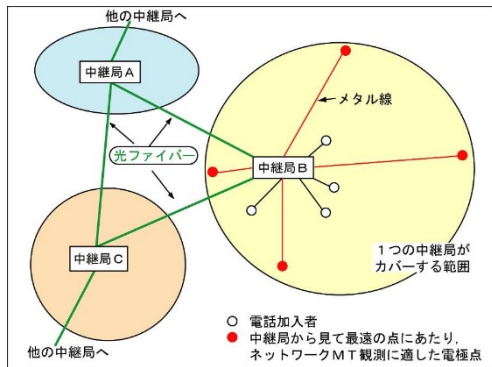 他の中継局へ
中継局A
メタル線
光ファイバー
中継局B
中継局C
1つの中継局が
カバーする範囲
電話加入者
中継局から見て最遠の点にあたり,
ネットワークMT観測に適した電極点
他の中継局へ